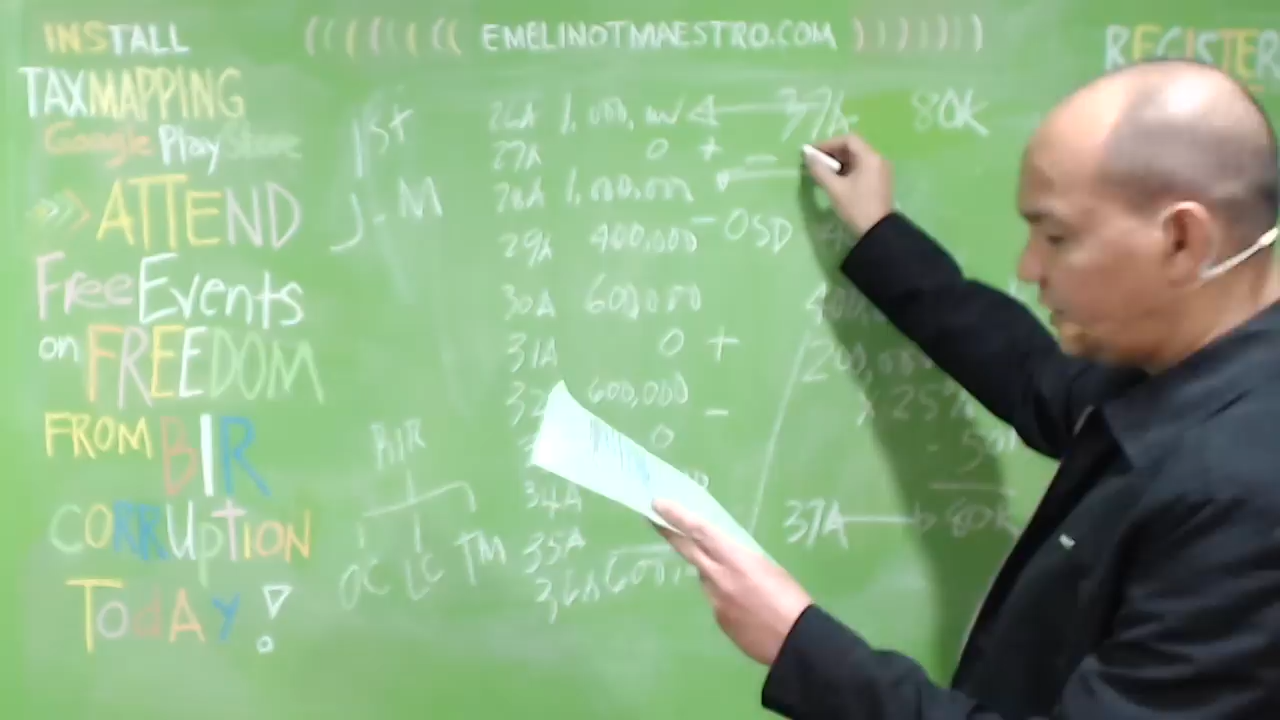 INSTALL
TAXMAPPING
Google Play Store
>>> ATTEND
Free Events
on FREEDOM
FROM BIR
CORRUPTION
TODAY!
((((((( EMELINOTMAESTRO.COM )))))))
REGISTER
1st
J-M
26A 1,000,000 37A 80K
27A 0 +
28A 1,000,000 -
29A 400,000 - OSD
30A 600,000
31A 0 +
600,000 -
0
34A
35A
36A
200,000
x 25%
37A 80K
BIR
OC LC TM